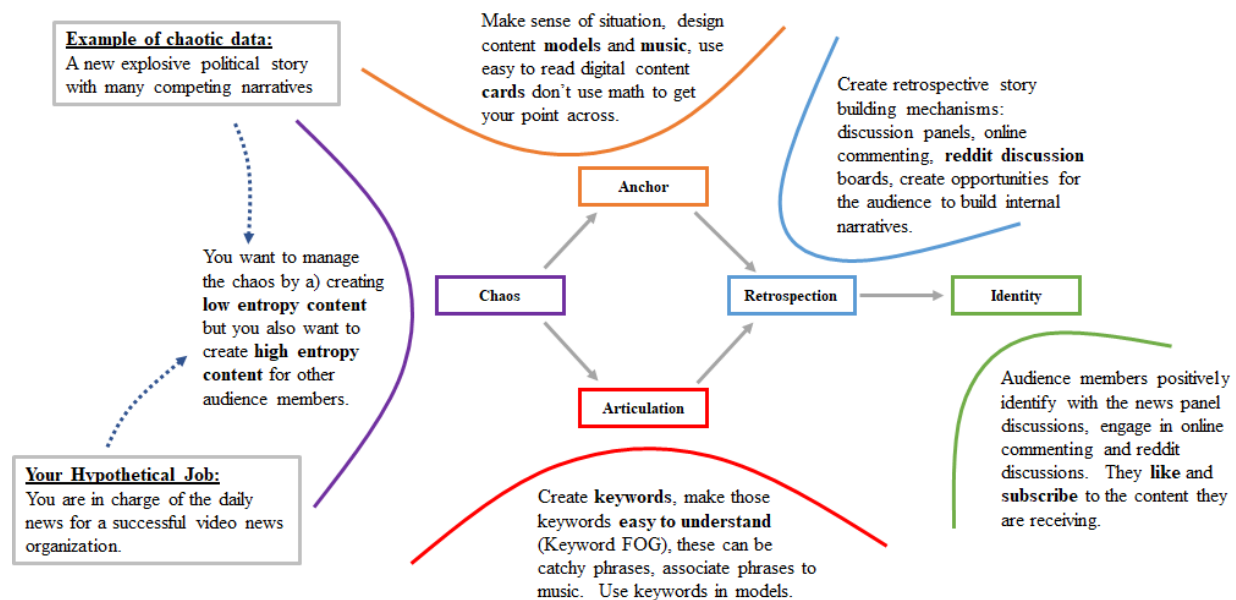 Example of chaotic data:
A new explosive political story
with many competing narratives
Make sense of situation, design
content models and music, use
easy to read digital content
cards don't use math to get
your point across.
Create retrospective story
building mechanisms:
discussion panels, online
commenting, reddit discussion
boards, create opportunities for
the audience to build internal
narratives.
Anchor
You want to manage
the chaos by a) creating
low entropy content
but you also want to
create high entropy
content for other
audience members.
Chaos
Retrospection
Identity
Articulation
Audience members positively
identify with the news panel
discussions, engage in online
commenting and reddit
discussions. They like and
subscribe to the content they
are receiving.
Your Hypothetical Job:
You are in charge of the daily
news for a successful video news
organization.
Create keywords, make those
keywords easy to understand
(Keyword FOG), these can be
catchy phrases, associate phrases to
music. Use keywords in models.